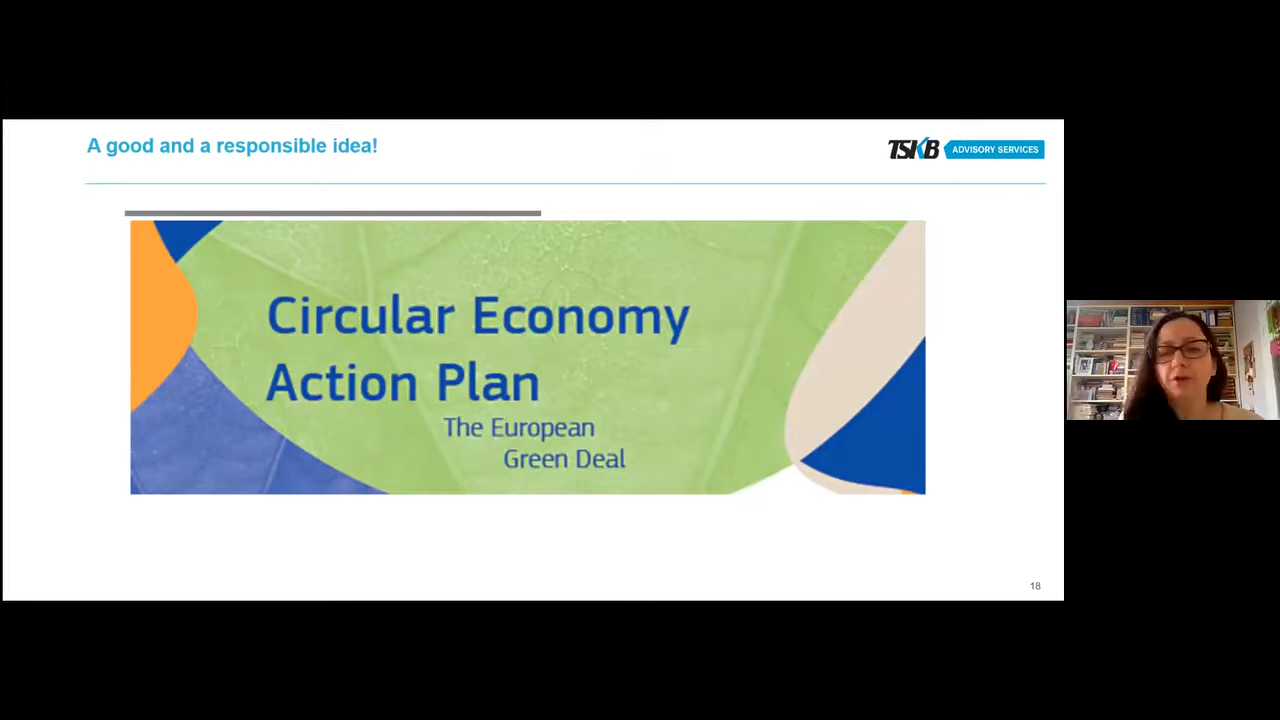 A good and a responsible idea!
TSKB ADVISORY SERVICES
Circular Economy
Action Plan
The European
Green Deal
18